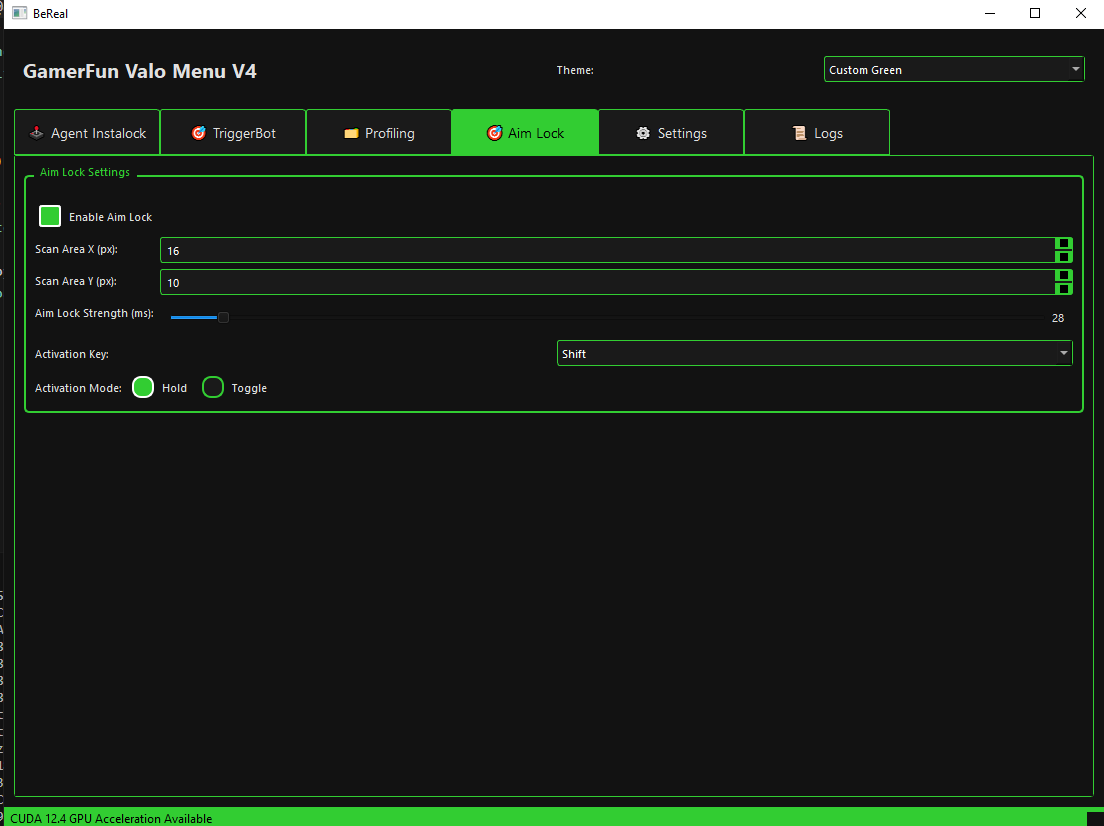 BeReal
GamerFun Valo Menu V4
Theme:
Custom Green
Agent Instalock
TriggerBot
Profiling
Aim Lock
Settings
Logs
Aim Lock Settings
Enable Aim Lock
Scan Area X (px):
16
Scan Area Y (px):
10
Aim Lock Strength (ms):
28
Activation Key:
Shift
Activation Mode:
Hold
Toggle
CUDA 12.4 GPU Acceleration Available